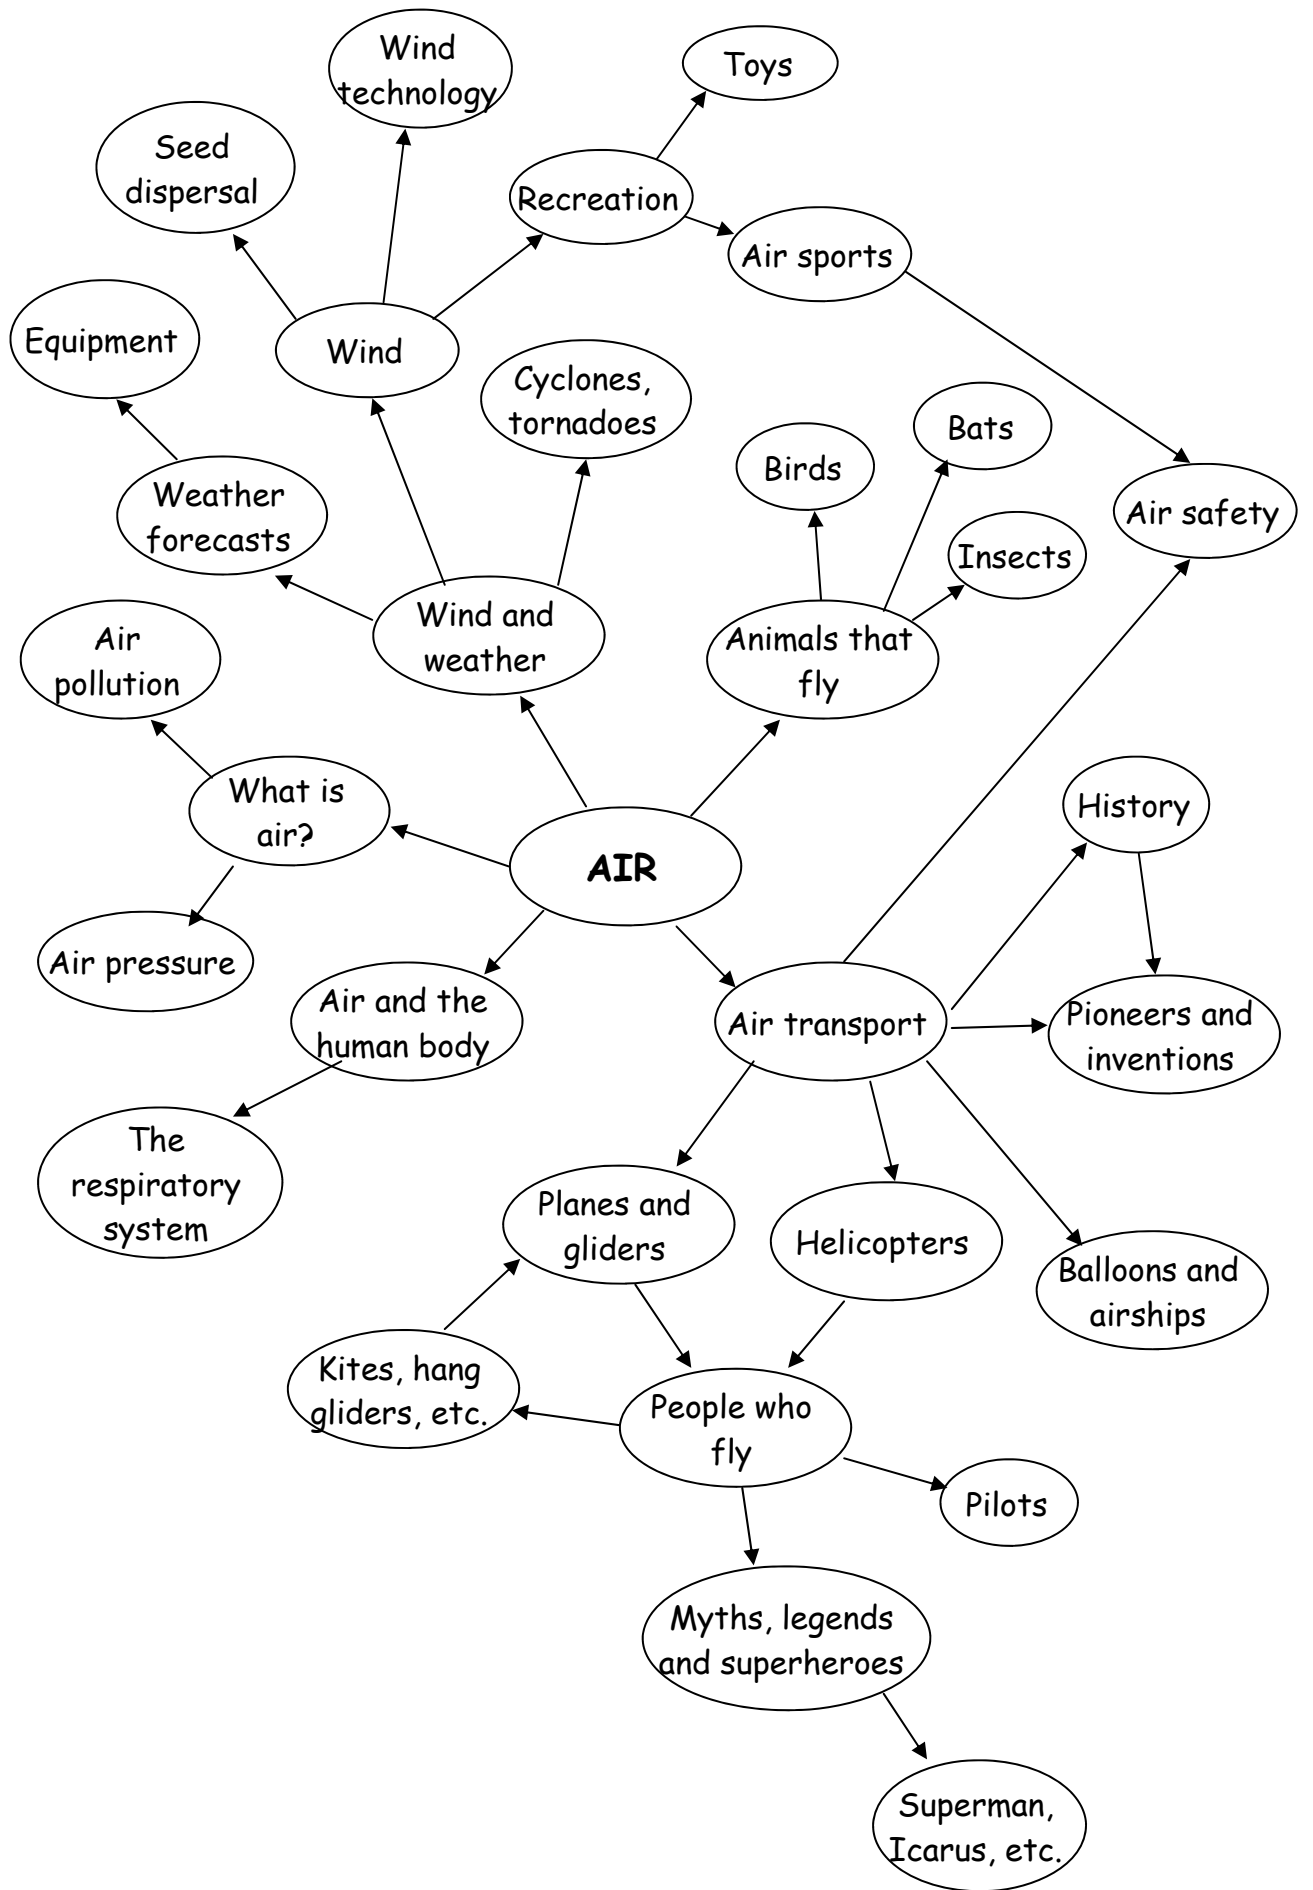 Wind
technology
Toys
Seed
dispersal
Recreation
Air sports
Equipment
Wind
Cyclones,
tornadoes
Bats
Birds
Weather
forecasts
Air safety
Insects
Wind and
weather
Air
pollution
Animals that
fly
What is
air?
History
AIR
Air pressure
Air and the
human body
Air transport
Pioneers and
inventions
The
respiratory
system
Planes and
gliders
Helicopters
Balloons and
airships
Kites, hang
gliders, etc.
People who
fly
Pilots
Myths, legends
and superheroes
Superman,
Icarus, etc.